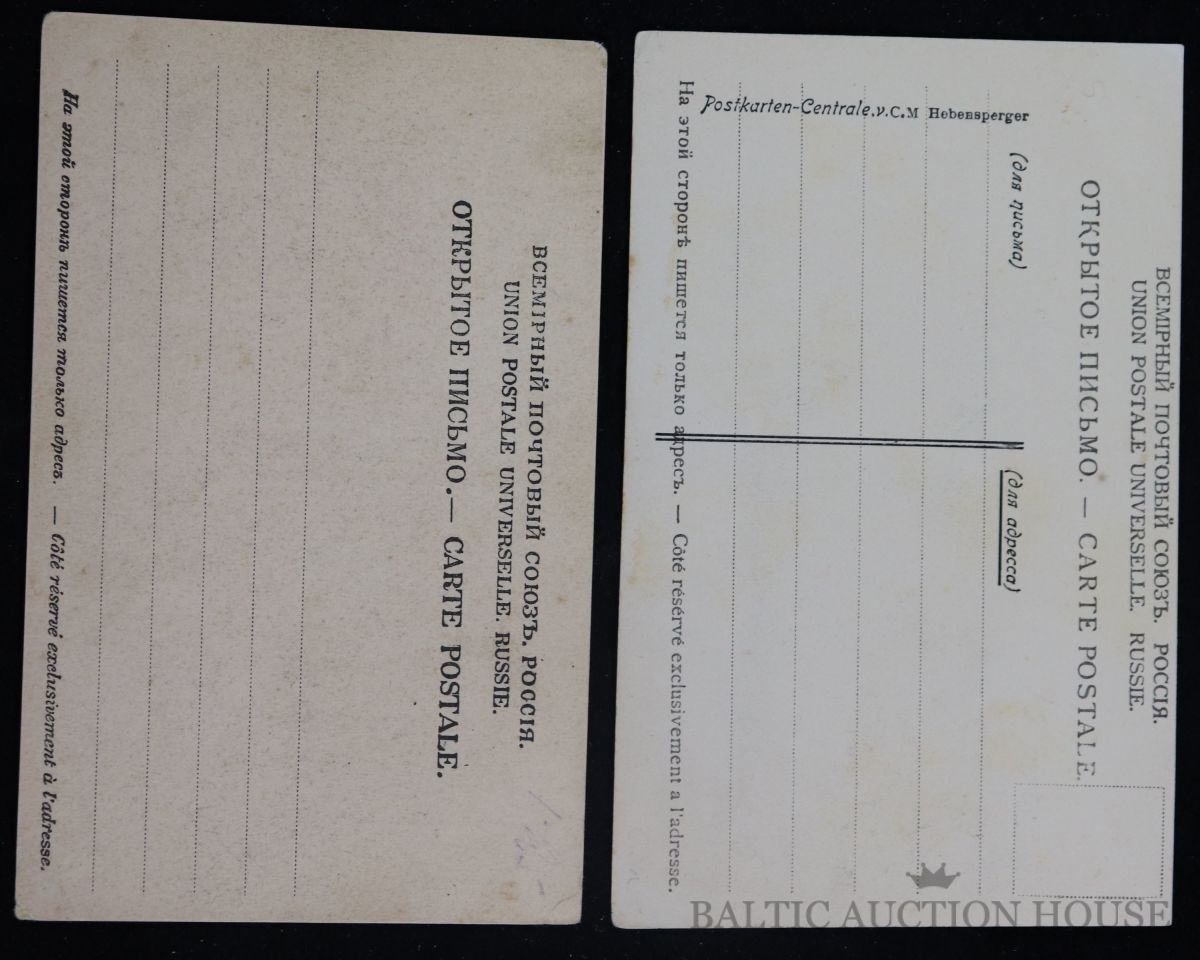 ВСЕМІРНЫЙ ПОЧТОВЫЙ СОЮЗЪ. РОССІЯ.
UNION POSTALE UNIVERSELLE. RUSSIE.
ОТКРЫТОЕ ПИСЬМО.— CARTE POSTALE.
На этой сторонѣ пишется только адресъ. — Côté réservé exclusivement à l'adresse.
ВСЕМІРНЫЙ ПОЧТОВЫЙ СОЮЗЪ. РОССІЯ.
UNION POSTALE UNIVERSELLE. RUSSIE.
ОТКРЫТОЕ ПИСЬМО. — CARTE POSTALE.
(для письма)
(для адресса)
Postkarten-Centrale.v.C.M Hebensperger
На этой сторонѣ пишется только адресъ. — Côté résérvé exclusivement a l'adresse.
BALTIC AUCTION HOUSE